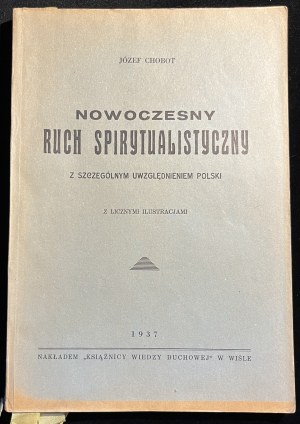 JÓZEF CHOBOT
NOWOCZESNY
RUCH SPIRYTUALISTYCZNY
Z SZCZEGÓLNYM UWZGLĘDNIENIEM POLSKI
Z LICZNYMI ILUSTRACJAMI
1937
NAKŁADEM „KSIĄŻNICY WIEDZY DUCHOWEJ” W WIŚLE